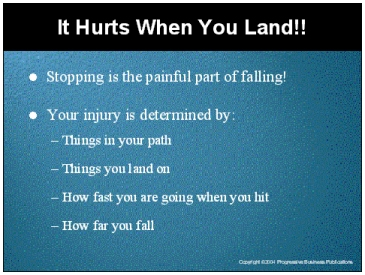 It Hurts When You Land!!
● Stopping is the painful part of falling!
● Your injury is determined by:
– Things in your path
– Things you land on
– How fast you are going when you hit
– How far you fall
Copyright ©2004 Progressive Business Publications